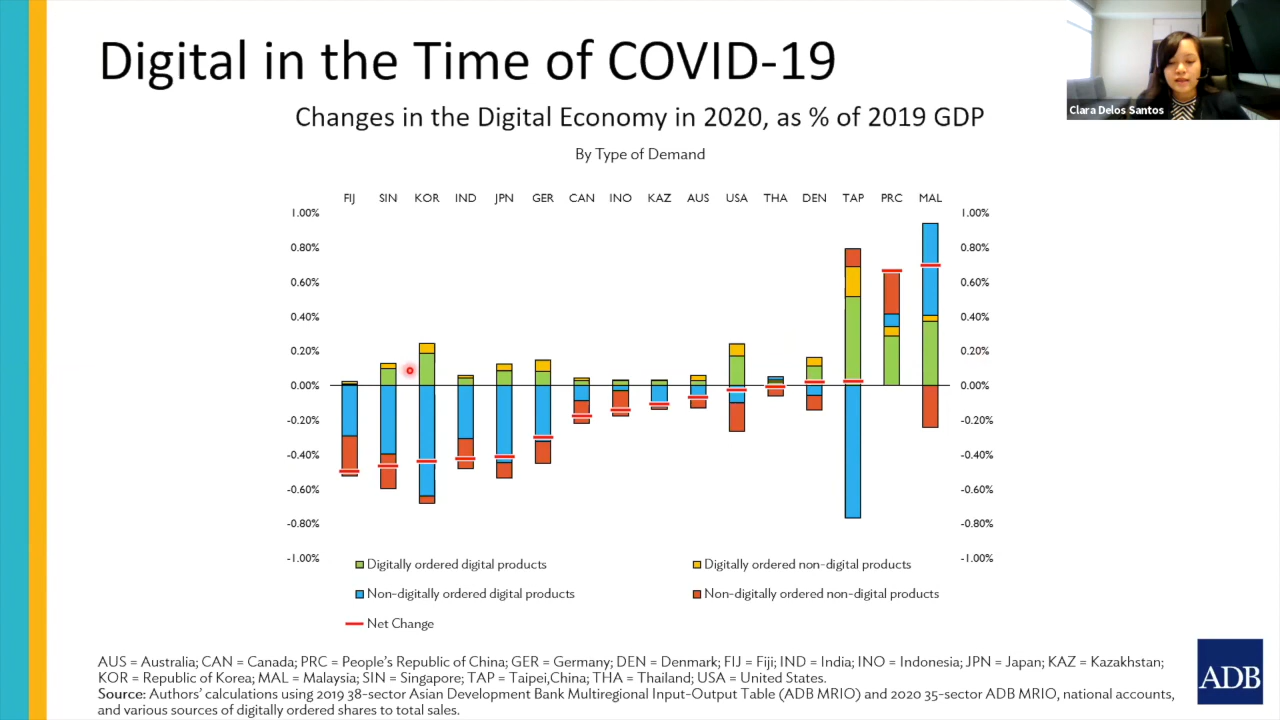 Digital in the Time of COVID-19
Clara Delos Santos
Changes in the Digital Economy in 2020, as % of 2019 GDP
By Type of Demand
FIJ SIN KOR IND JPN GER CAN INO KAZ AUS USA THA DEN TAP PRC MAL
1.00% 1.00%
0.80% 0.80%
0.60% 0.60%
0.40% 0.40%
0.20% 0.20%
0.00% 0.00%
-0.20% -0.20%
-0.40% -0.40%
-0.60% -0.60%
-0.80% -0.80%
-1.00% -1.00%
Digitally ordered digital products Digitally ordered non-digital products
Non-digitally ordered digital products Non-digitally ordered non-digital products
Net Change
AUS = Australia; CAN = Canada; PRC = People's Republic of China; GER = Germany; DEN = Denmark; FIJ = Fiji; IND = India; INO = Indonesia; JPN = Japan; KAZ = Kazakhstan;
KOR = Republic of Korea; MAL = Malaysia; SIN = Singapore; TAP = Taipei,China; THA = Thailand; USA = United States.
Source: Authors' calculations using 2019 38-sector Asian Development Bank Multiregional Input-Output Table (ADB MRIO) and 2020 35-sector ADB MRIO, national accounts,
and various sources of digitally ordered shares to total sales.
ADB